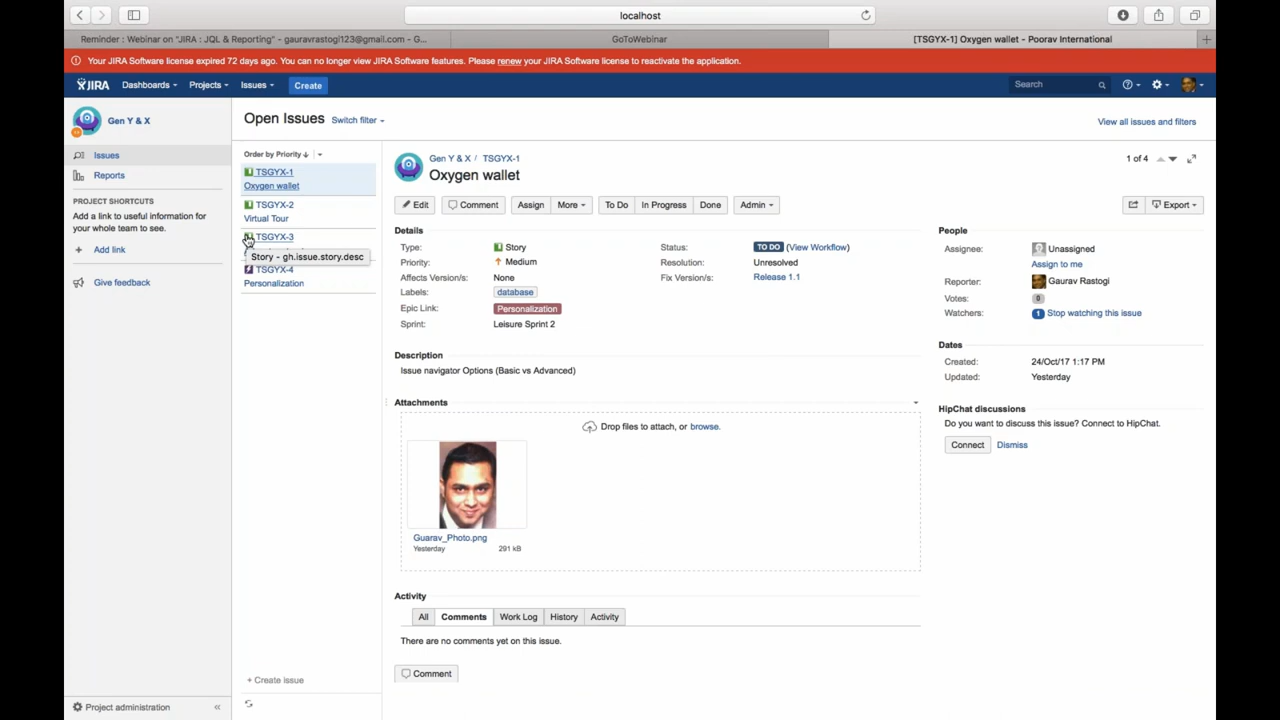 localhost
Reminder : Webinar on "JIRA : JQL & Reporting" - gauravrastogi123@gmail.com - G...
GoToWebinar
[TSGYX-1] Oxygen wallet - Poorav International
Your JIRA Software license expired 72 days ago. You can no longer view JIRA Software features. Please renew your JIRA Software license to reactivate the application.
JIRA Dashboards Projects Issues Create Search
Gen Y & X
Issues
Reports
PROJECT SHORTCUTS
Add a link to useful information for
your whole team to see.
+ Add link
Give feedback
Project administration «
Open Issues Switch filter
View all issues and filters
Order by Priority
TSGYX-1
Oxygen wallet
TSGYX-2
Virtual Tour
TSGYX-3
Story - gh.issue.story.desc
TSGYX-4
Personalization
+ Create issue
Gen Y & X / TSGYX-1
Oxygen wallet
1 of 4
Edit Comment Assign More To Do In Progress Done Admin Export
Details
Type: Story
Priority: Medium
Affects Version/s: None
Labels: database
Epic Link: Personalization
Sprint: Leisure Sprint 2
Status: TO DO (View Workflow)
Resolution: Unresolved
Fix Version/s: Release 1.1
Description
Issue navigator Options (Basic vs Advanced)
Attachments
Drop files to attach, or browse.
Guarav_Photo.png
Yesterday 291 kB
Activity
All Comments Work Log History Activity
There are no comments yet on this issue.
Comment
People
Assignee: Unassigned
Assign to me
Reporter: Gaurav Rastogi
Votes: 0
Watchers: 1 Stop watching this issue
Dates
Created: 24/Oct/17 1:17 PM
Updated: Yesterday
HipChat discussions
Do you want to discuss this issue? Connect to HipChat.
Connect Dismiss